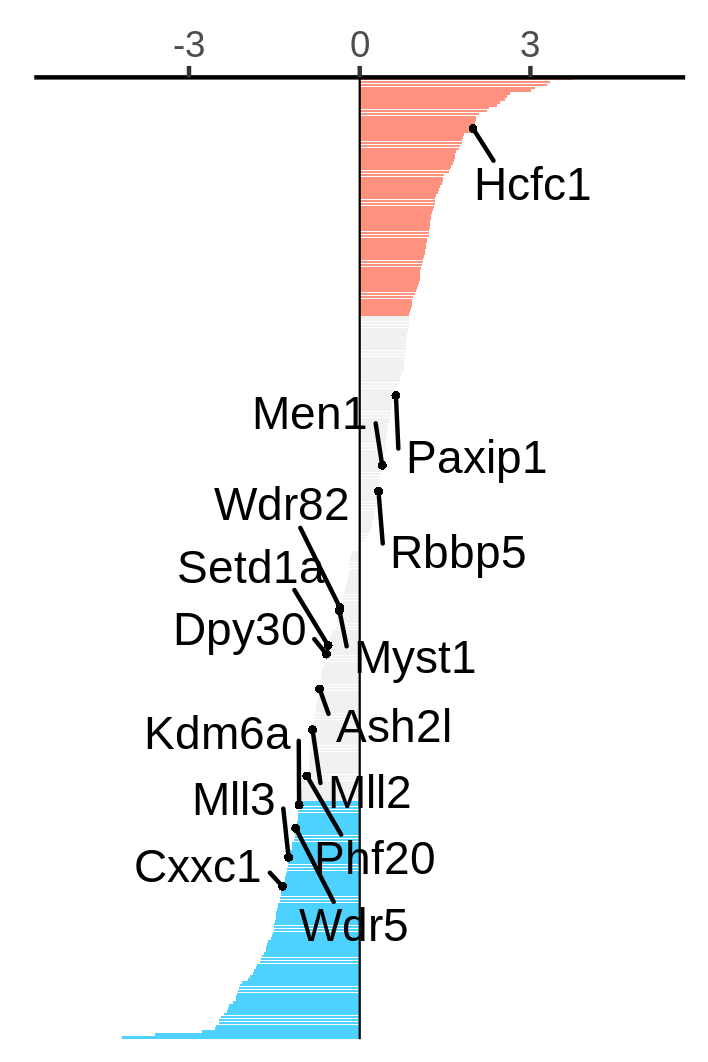 -3 0 3
Hcfc1
Men1
Paxip1
Wdr82
Rbbp5
Setd1a
Dpy30
Myst1
Ash2l
Kdm6a
Mll2
Mll3
Phf20
Cxxc1
Wdr5